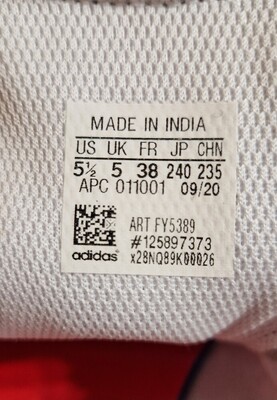 MADE IN INDIA
US UK FR JP CHN
5½ 5 38 240 235
APC 011001 09/20
ART FY5389
#125897373
adidas x28NQ89K00026